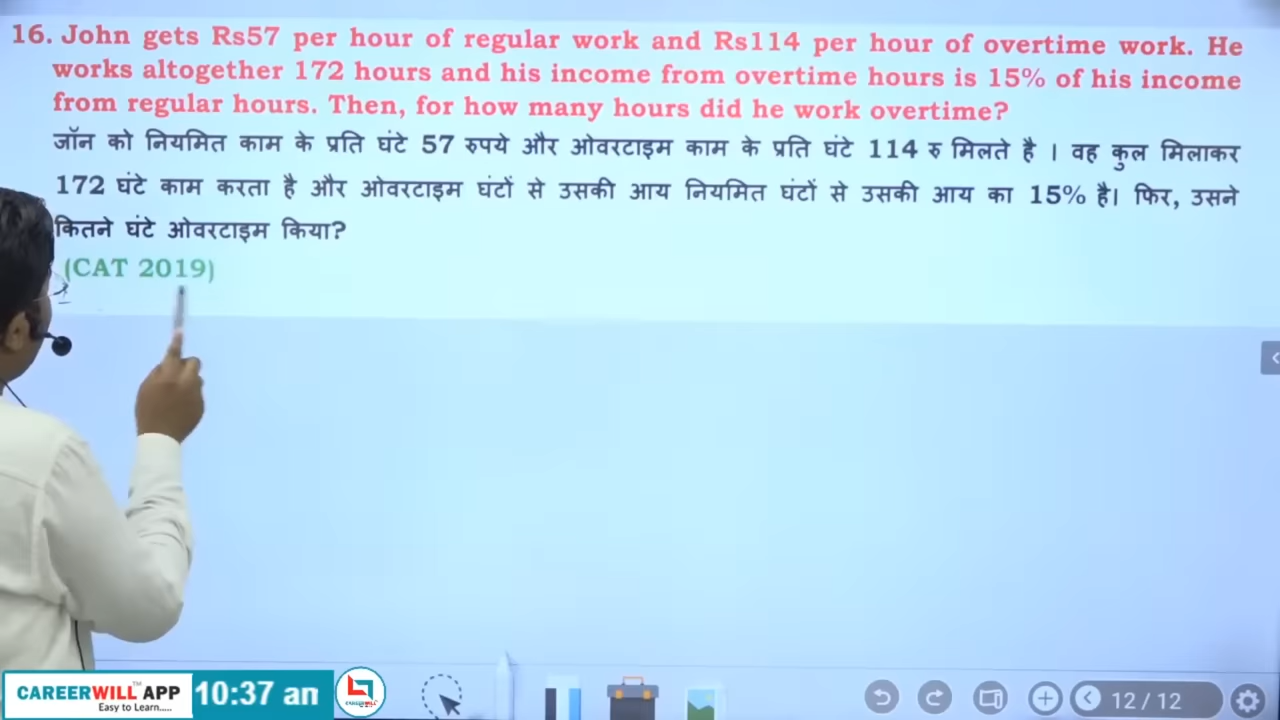 16. John gets Rs57 per hour of regular work and Rs114 per hour of overtime work. He
works altogether 172 hours and his income from overtime hours is 15% of his income
from regular hours. Then, for how many hours did he work overtime?
जॉन को नियमित काम के प्रति घंटे 57 रुपये और ओवरटाइम काम के प्रति घंटे 114 रु मिलते है । वह कुल मिलाकर
172 घंटे काम करता है और ओवरटाइम घंटों से उसकी आय नियमित घंटों से उसकी आय का 15% है। फिर, उसने
कितने घंटे ओवरटाइम किया?
(CAT 2019)
CAREERWILL APP
Easy to Learn.....
10:37 an
CAREERWILL
12 / 12